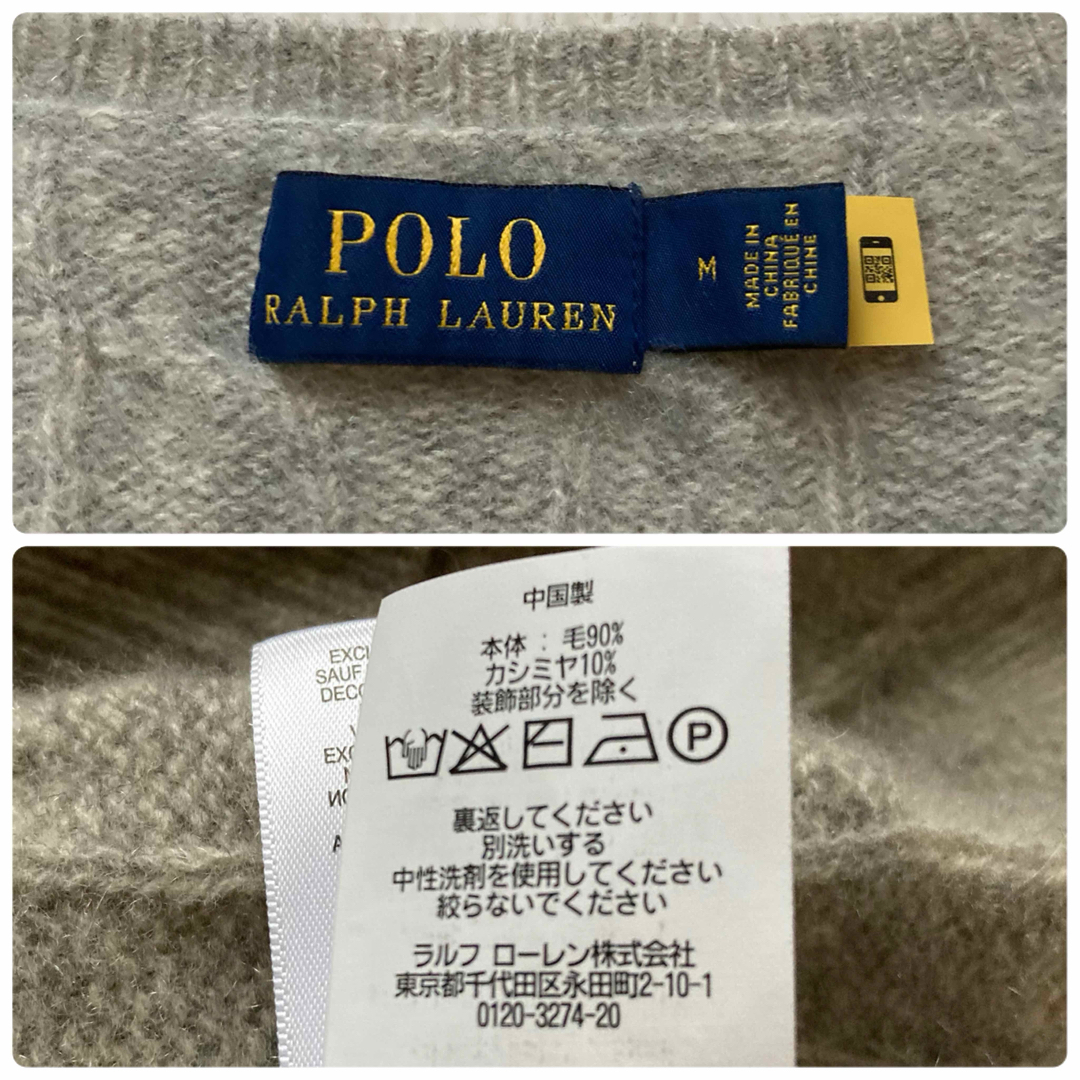 POLO
RALPH LAUREN
M
MADE IN
CHINA
FABRIQUÉ EN
CHINE
中国製
本体 : 毛90%
カシミヤ10%
装飾部分を除く
P
裏返してください
別洗いする
中性洗剤を使用してください
絞らないでください
ラルフ ローレン株式会社
東京都千代田区永田町2-10-1
0120-3274-20
SAUF